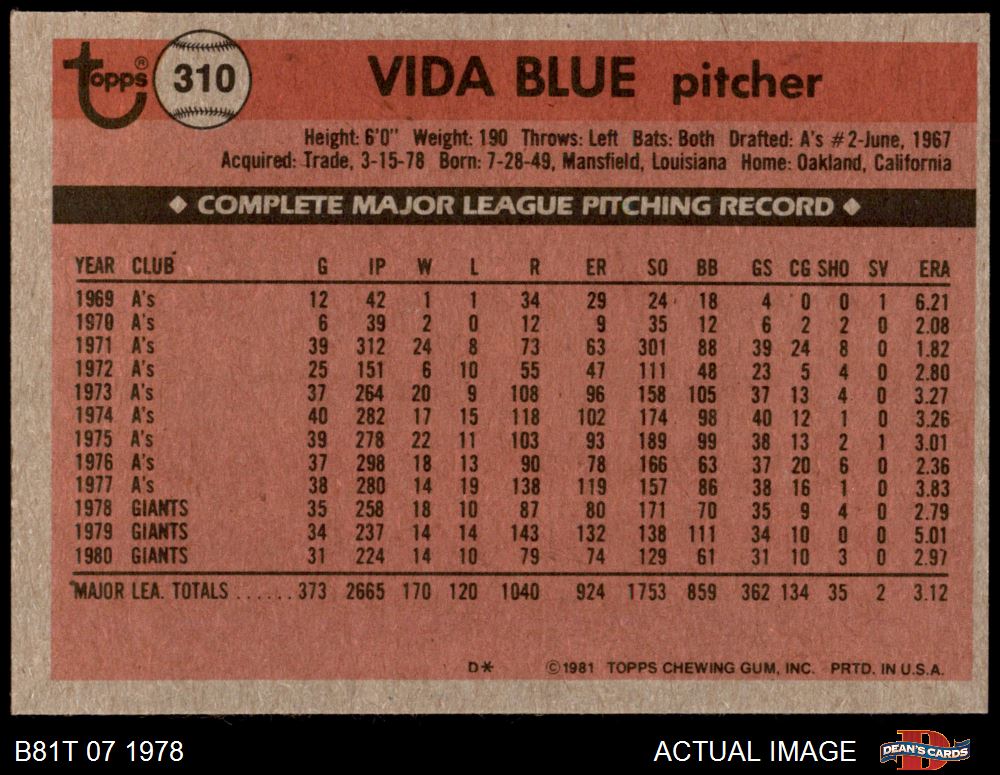 topps® 310 VIDA BLUE pitcher
Height: 6'0" Weight: 190 Throws: Left Bats: Both Drafted: A's #2-June, 1967
Acquired: Trade, 3-15-78 Born: 7-28-49, Mansfield, Louisiana Home: Oakland, California
◆ COMPLETE MAJOR LEAGUE PITCHING RECORD ◆
YEAR CLUB G IP W L R ER SO BB GS CG SHO SV ERA
1969 A's 12 42 1 1 34 29 24 18 4 0 0 1 6.21
1970 A's 6 39 2 0 12 9 35 12 6 2 2 0 2.08
1971 A's 39 312 24 8 73 63 301 88 39 24 8 0 1.82
1972 A's 25 151 6 10 55 47 111 48 23 5 4 0 2.80
1973 A's 37 264 20 9 108 96 158 105 37 13 4 0 3.27
1974 A's 40 282 17 15 118 102 174 98 40 12 1 0 3.26
1975 A's 39 278 22 11 103 93 189 99 38 13 2 1 3.01
1976 A's 37 298 18 13 90 78 166 63 37 20 6 0 2.36
1977 A's 38 280 14 19 138 119 157 86 38 16 1 0 3.83
1978 GIANTS 35 258 18 10 87 80 171 70 35 9 4 0 2.79
1979 GIANTS 34 237 14 14 143 132 138 111 34 10 0 0 5.01
1980 GIANTS 31 224 14 10 79 74 129 61 31 10 3 0 2.97
MAJOR LEA. TOTALS ...... 373 2665 170 120 1040 924 1753 859 362 134 35 2 3.12
D* ©1981 TOPPS CHEWING GUM, INC. PRTD. IN U.S.A.
B81T 07 1978 ACTUAL IMAGE D DEAN'S CARDS